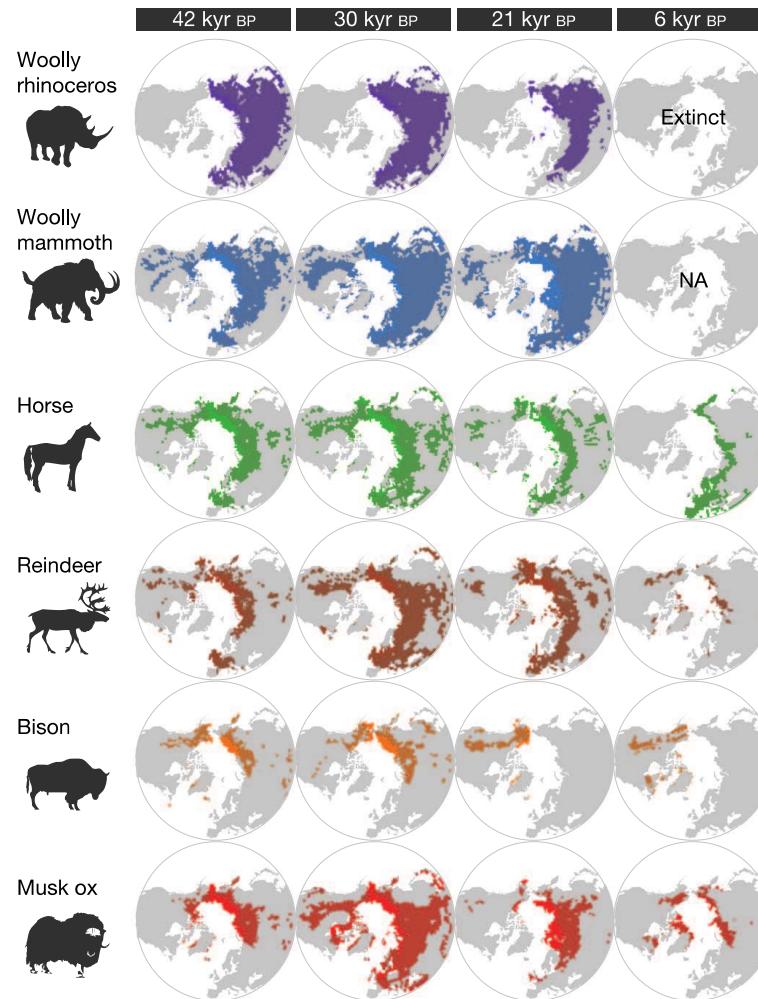 42 kyr BP
30 kyr BP
21 kyr BP
6 kyr BP
Woolly
rhinoceros
Extinct
Woolly
mammoth
NA
Horse
Reindeer
Bison
Musk ox